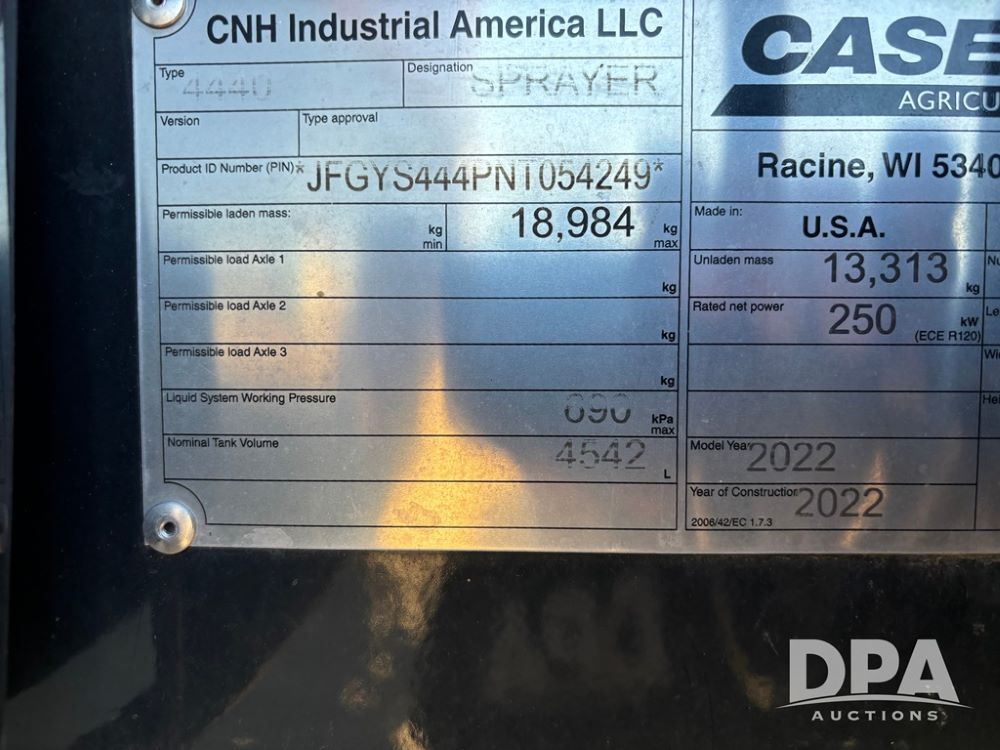 CNH Industrial America LLC
Type 4440 Designation SPRAYER
Version Type approval
Product ID Number (PIN) *JFGYS444PNT054249*
Permissible laden mass: kg min 18,984 kg max
Permissible load Axle 1 kg
Permissible load Axle 2 kg
Permissible load Axle 3 kg
Liquid System Working Pressure 690 kPa max
Nominal Tank Volume 4542 L
CASE
AGRICU
Racine, WI 5340
Made in: U.S.A.
Unladen mass 13,313 kg
Rated net power 250 kW (ECE R120)
Model Year 2022
Year of Construction 2022
2006/42/EC 1.7.3
Nu
Le
Wi
Hei
DPA
AUCTIONS